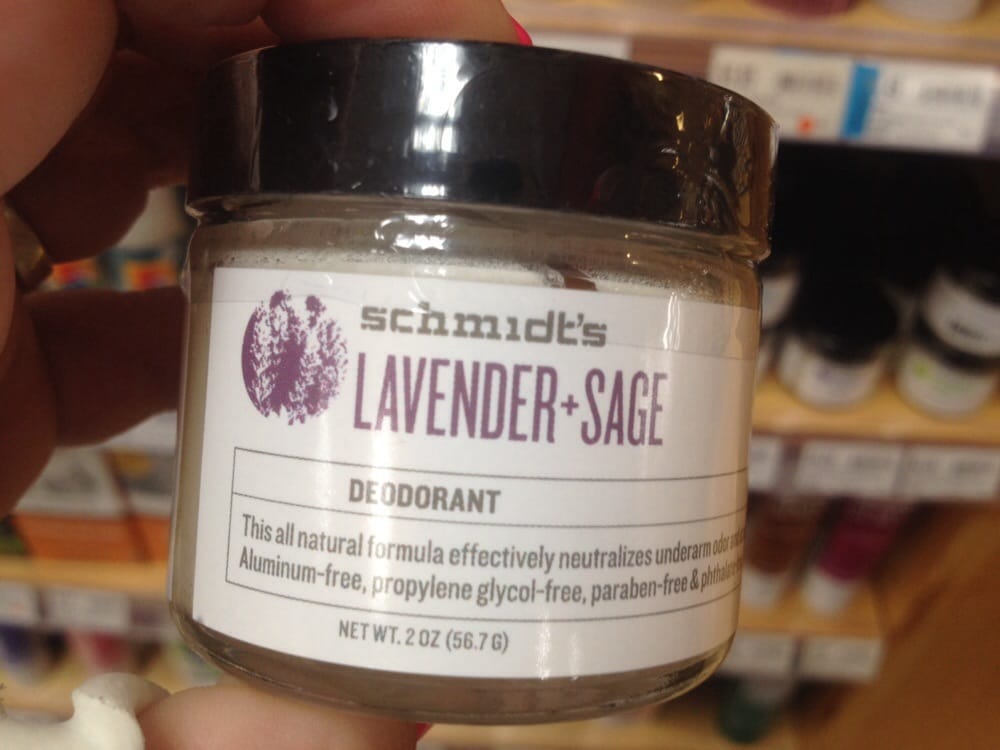 schmidt's
LAVENDER+SAGE
DEODORANT
This all natural formula effectively neutralizes underarm odor and
Aluminum-free, propylene glycol-free, paraben-free &
NET WT. 2 OZ (56.7 G)